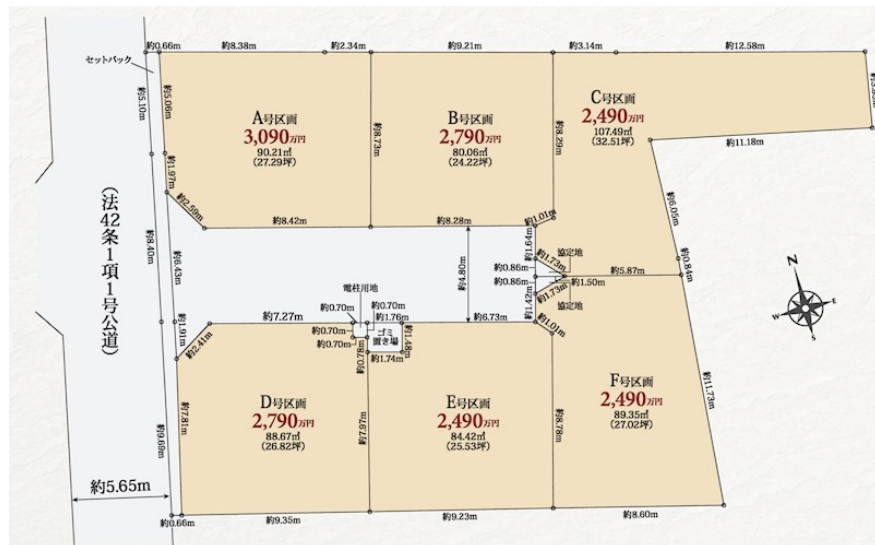 約0.66m
約8.38m
約2.34m
約9.21m
約3.14m
約12.58m
セットバック
約5.10m
約5.06m
A号区画
3,090万円
90.21㎡
(27.29坪)
約8.73m
B号区画
2,790万円
80.06㎡
(24.22坪)
約8.29m
C号区画
2,490万円
107.49㎡
(32.51坪)
約11.18m
約1.97m
約2.59m
約8.42m
約8.28m
約1.01m
約6.05m
(法42条1項1号公道)
約8.40m
約6.43m
約4.80m
約1.64m
約1.73m
協定地
約0.86m
約0.86m
約1.50m
約5.87m
約0.84m
約1.73m
協定地
約1.42m
電柱用地
約0.70m
約0.70m
約1.91m
約2.41m
約7.27m
約1.76m
約6.73m
約1.01m
約0.70m
約0.70m
ゴミ
置き場
約1.48m
約0.78m
約1.74m
N
W
E
S
約7.81m
約9.69m
D号区画
2,790万円
88.67㎡
(26.82坪)
約7.97m
E号区画
2,490万円
84.42㎡
(25.53坪)
約8.78m
F号区画
2,490万円
89.35㎡
(27.02坪)
約11.73m
約5.65m
約0.66m
約9.35m
約9.23m
約8.60m